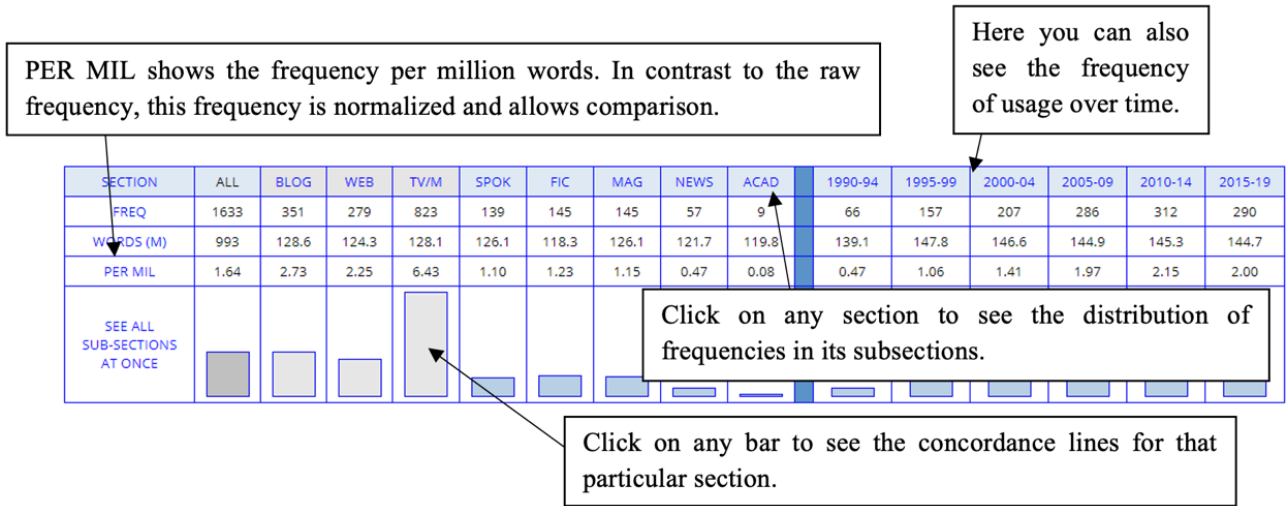 Here you can also
see the frequency
of usage over time.
PER MIL shows the frequency per million words. In contrast to the raw
frequency, this frequency is normalized and allows comparison.
SECTION ALL BLOG WEB TV/M SPOK FIC MAG NEWS ACAD 1990-94 1995-99 2000-04 2005-09 2010-14 2015-19
FREQ 1633 351 279 823 139 145 145 57 9 66 157 207 286 312 290
WORDS (M) 993 128.6 124.3 128.1 126.1 118.3 126.1 121.7 119.8 139.1 147.8 146.6 144.9 145.3 144.7
PER MIL 1.64 2.73 2.25 6.43 1.10 1.23 1.15 0.47 0.08 0.47 1.06 1.41 1.97 2.15 2.00
SEE ALL
SUB-SECTIONS
AT ONCE
Click on any section to see the distribution of
frequencies in its subsections.
Click on any bar to see the concordance lines for that
particular section.